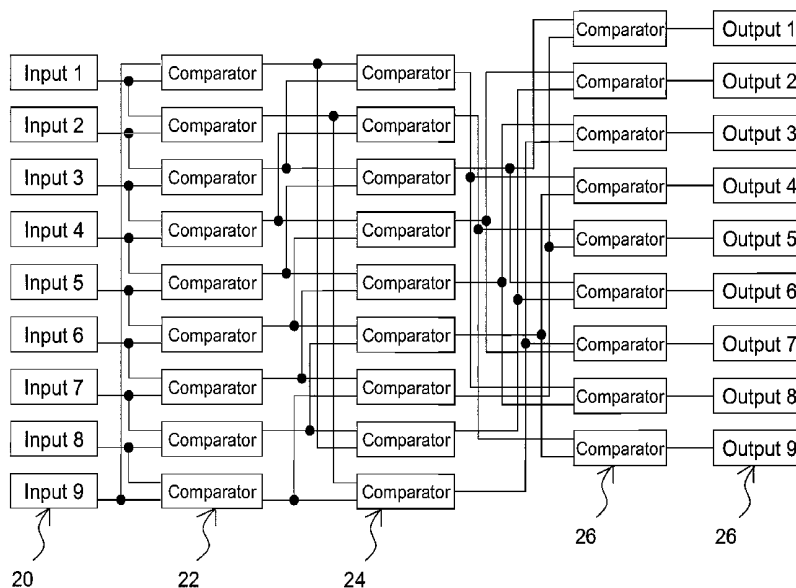 Comparator Output 1
Input 1 Comparator Comparator
Comparator Output 2
Input 2 Comparator Comparator
Comparator Output 3
Input 3 Comparator Comparator
Comparator Output 4
Input 4 Comparator Comparator
Comparator Output 5
Input 5 Comparator Comparator
Comparator Output 6
Input 6 Comparator Comparator
Comparator Output 7
Input 7 Comparator Comparator
Comparator Output 8
Input 8 Comparator Comparator
Comparator Output 9
Input 9 Comparator Comparator
26 26
20 22 24